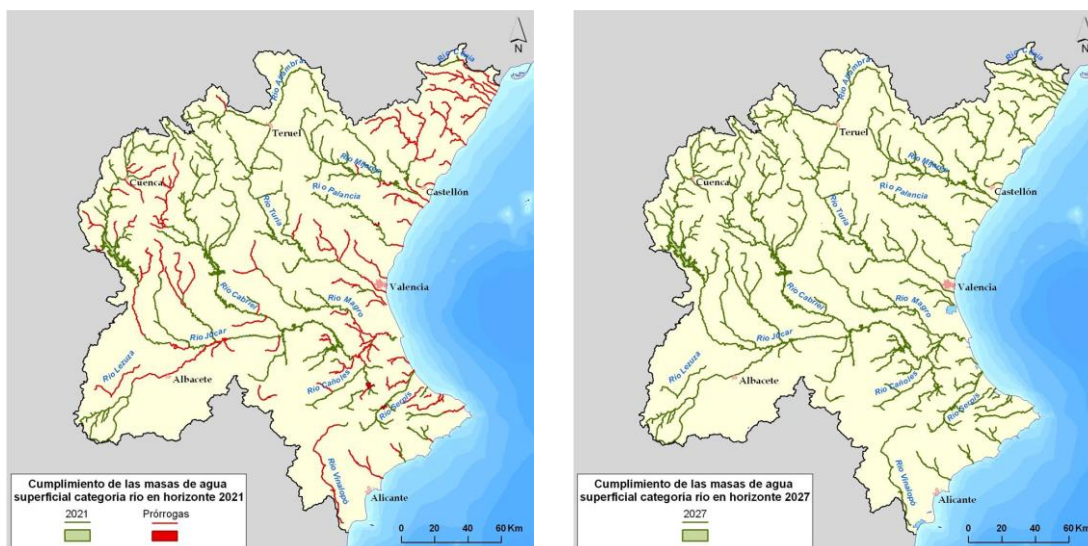 Río Cenia
N
Río Alfambra
Teruel
Cuenca
Río Mijares
Castellón
Río Palancia
Río Turia
Valencia
Río Magro
Río Cabriel
Río Júcar
Río Lezuza
Albacete
Río Cañoles
Río Serpis
Río Vinalopó
Alicante
Cumplimiento de las masas de agua
superficial categoria río en horizonte 2021
2021
Prórrogas
0 20 40 60 Km
Río Cenia
N
Río Alfambra
Teruel
Cuenca
Río Mijares
Castellón
Río Palancia
Río Turia
Valencia
Río Magro
Río Cabriel
Río Júcar
Río Lezuza
Albacete
Río Cañoles
Río Serpis
Río Vinalopó
Alicante
Cumplimiento de las masas de agua
superficial categoria río en horizonte 2027
2027
0 20 40 60 Km